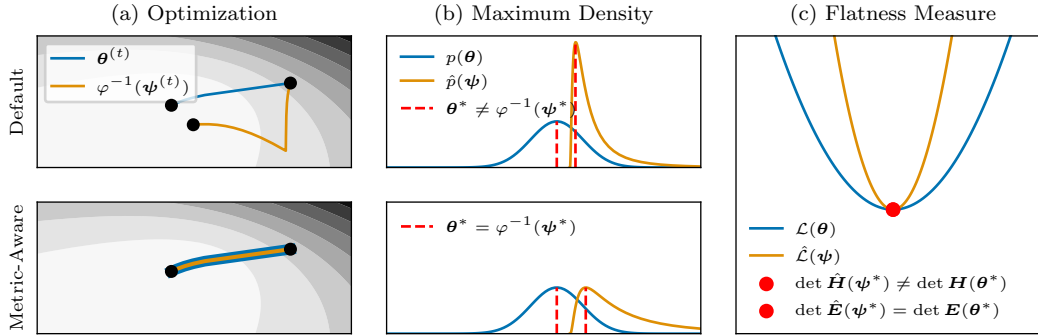 (a) Optimization
(b) Maximum Density
(c) Flatness Measure
Default
θ^(t)
φ⁻¹(ψ^(t))
p(θ)
p̂(ψ)
θ* ≠ φ⁻¹(ψ*)
Metric-Aware
θ* = φ⁻¹(ψ*)
ℒ(θ)
ℒ̂(ψ)
det Ĥ(ψ*) ≠ det H(θ*)
det Ê(ψ*) = det E(θ*)